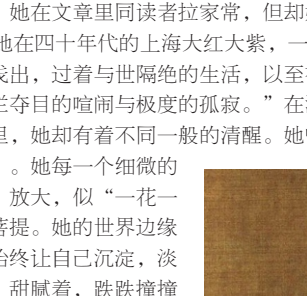 她在文章里同读者拉家常，但却
她在四十年代的上海大红大紫，一
出，过着与世隔绝的生活，以至
夺目的喧闹与极度的孤寂。”在
里，她却有着不同一般的清醒。她
。她每一个细微的
放大，似“一花一
菩提。她的世界边缘
始终让自己沉淀，淡
甜腻着，跌跌撞撞